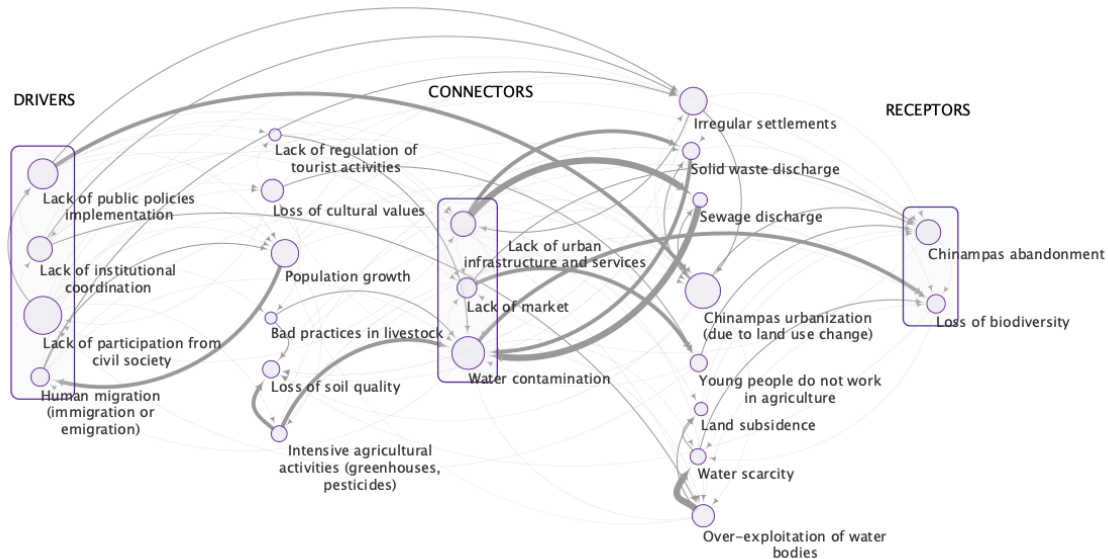 DRIVERS
CONNECTORS
RECEPTORS
Lack of public policies
implementation
Lack of institutional
coordination
Lack of participation from
civil society
Human migration
(immigration or
emigration)
Lack of regulation of
tourist activities
Loss of cultural values
Population growth
Bad practices in livestock
Loss of soil quality
Intensive agricultural
activities (greenhouses,
pesticides)
Lack of urban
infrastructure and services
Lack of market
Water contamination
Irregular settlements
Solid waste discharge
Sewage discharge
Chinampas urbanization
(due to land use change)
Young people do not work
in agriculture
Land subsidence
Water scarcity
Over-exploitation of water
bodies
Chinampas abandonment
Loss of biodiversity